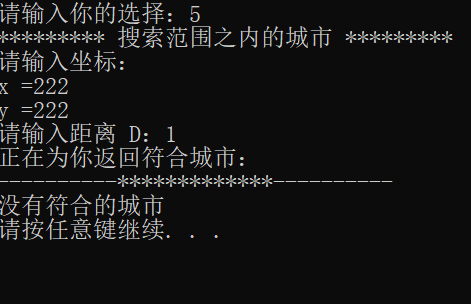 请输入你的选择：5
********* 搜索范围之内的城市 *********
请输入坐标：
x =222
y =222
请输入距离 D：1
正在为你返回符合城市：
----------*************----------
没有符合的城市
请按任意键继续. . .